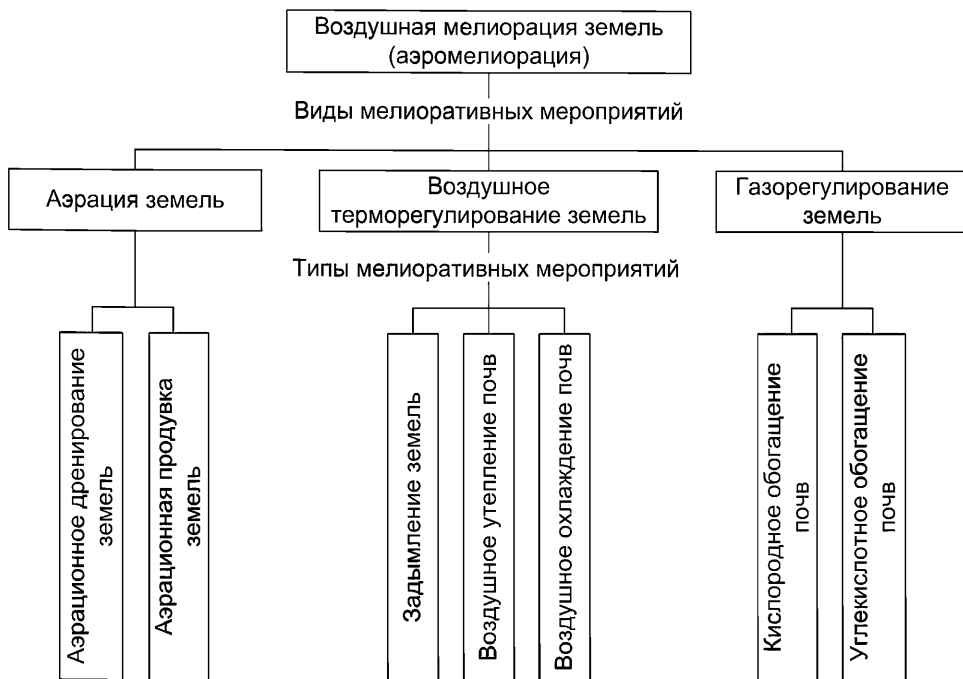 Воздушная мелиорация земель
(аэромелиорация)
Виды мелиоративных мероприятий
Аэрация земель
Воздушное
терморегулирование земель
Газорегулирование
земель
Типы мелиоративных мероприятий
Аэрационное дренирование
земель
Аэрационная продувка
земель
Задымление земель
Воздушное утепление почв
Воздушное охлаждение почв
Кислородное обогащение
почв
Углекислотное обогащение
почв